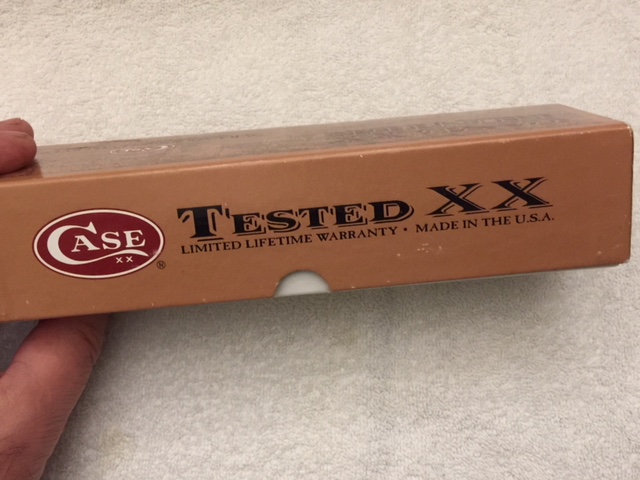 CASE
XX
®
TESTED XX
LIMITED LIFETIME WARRANTY • MADE IN THE U.S.A.